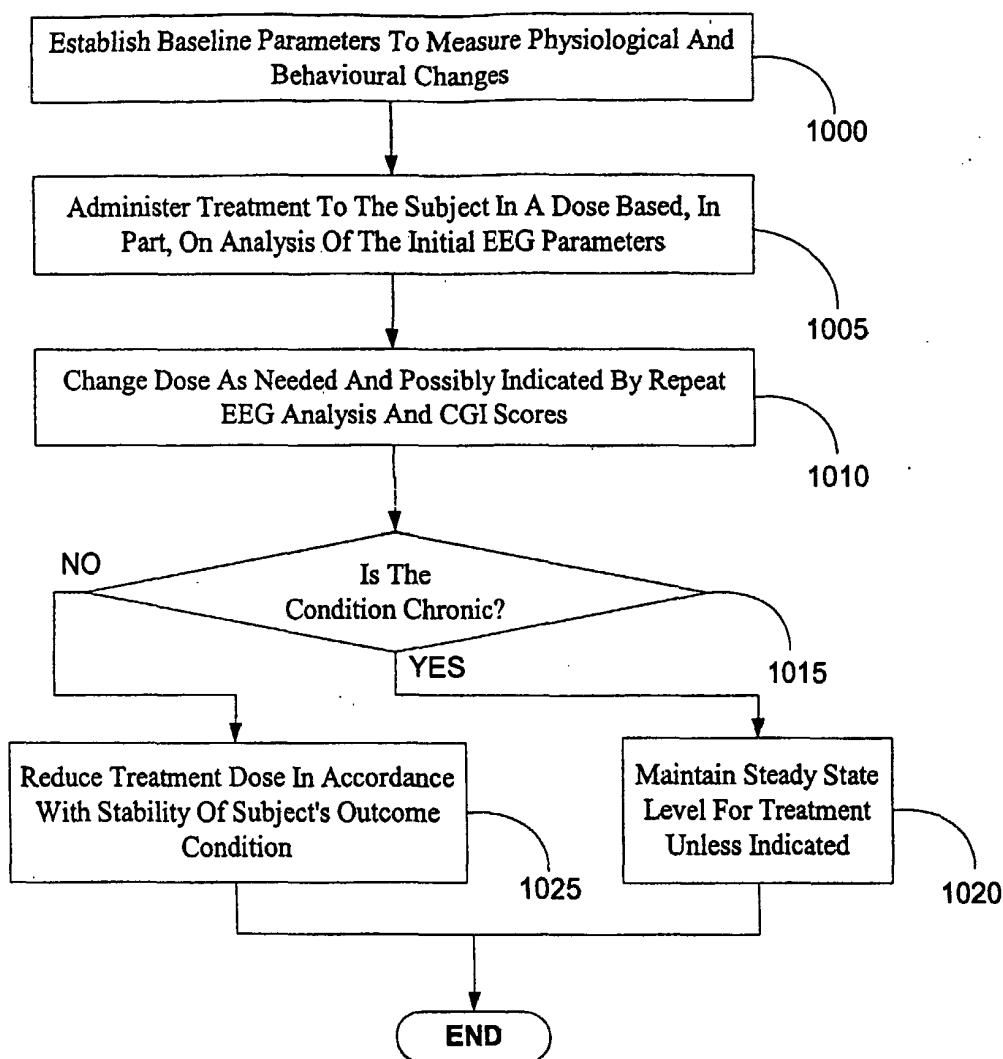 Establish Baseline Parameters To Measure Physiological And
Behavioural Changes
1000
Administer Treatment To The Subject In A Dose Based, In
Part, On Analysis Of The Initial EEG Parameters
1005
Change Dose As Needed And Possibly Indicated By Repeat
EEG Analysis And CGI Scores
1010
NO
Is The
Condition Chronic?
YES
1015
Reduce Treatment Dose In Accordance
With Stability Of Subject's Outcome
Condition
1025
Maintain Steady State
Level For Treatment
Unless Indicated
1020
END